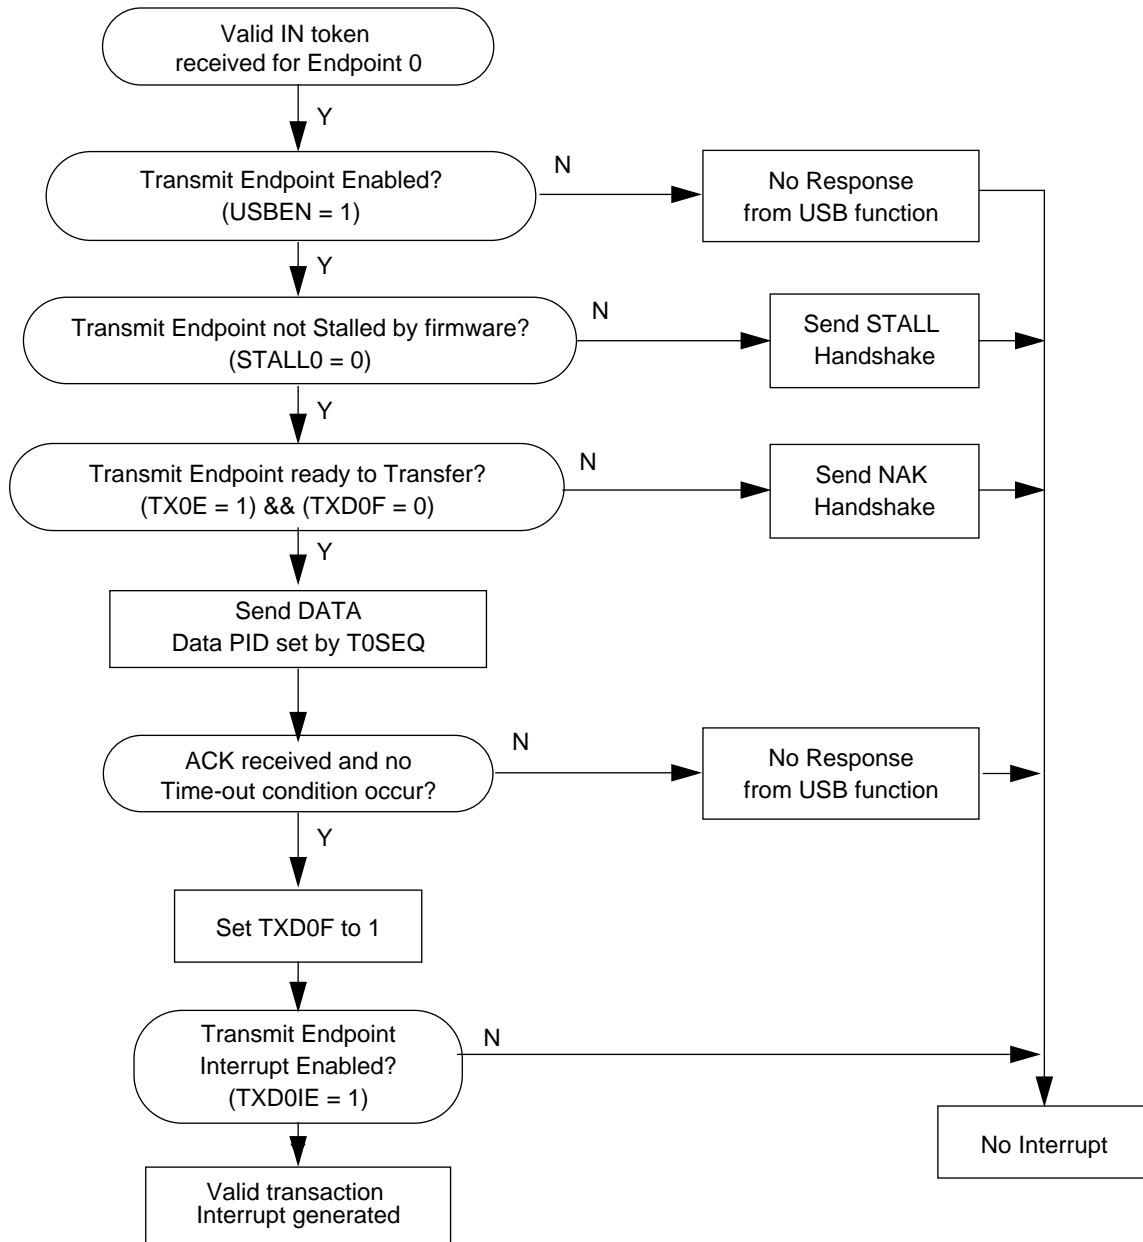 Valid IN token
received for Endpoint 0
Y
Transmit Endpoint Enabled?
(USBEN = 1)
N
No Response
from USB function
Y
Transmit Endpoint not Stalled by firmware?
(STALL0 = 0)
N
Send STALL
Handshake
Y
Transmit Endpoint ready to Transfer?
(TX0E = 1) && (TXD0F = 0)
N
Send NAK
Handshake
Y
Send DATA
Data PID set by T0SEQ
ACK received and no
Time-out condition occur?
N
No Response
from USB function
Y
Set TXD0F to 1
Transmit Endpoint
Interrupt Enabled?
(TXD0IE = 1)
N
No Interrupt
Valid transaction
Interrupt generated